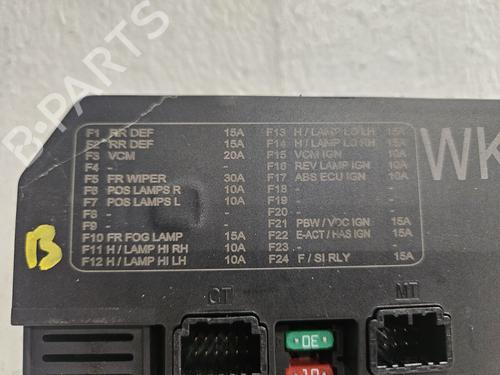 F1 RR DEF 15A
F2 RR DEF 15A
F3 VCM 20A
F4 - -
F5 FR WIPER 30A
F6 POS LAMPS R 10A
F7 POS LAMPS L 10A
F8 - -
F9 - -
F10 FR FOG LAMP 15A
F11 H / LAMP HI RH 10A
F12 H / LAMP HI LH 10A
F13 H / LAMP LO LH 15A
F14 H / LAMP LO RH 15A
F15 VCM IGN
F16 REV LAMP IGN 10A
F17 ABS ECU IGN 10A
F18 - -
F19 - -
F20 - -
F21 PBW / VDC IGN 15A
F22 E-ACT / HAS IGN 15A
F23 - -
F24 F / SI RLY 15A
WK
B
CT
MT
30
B-PARTS